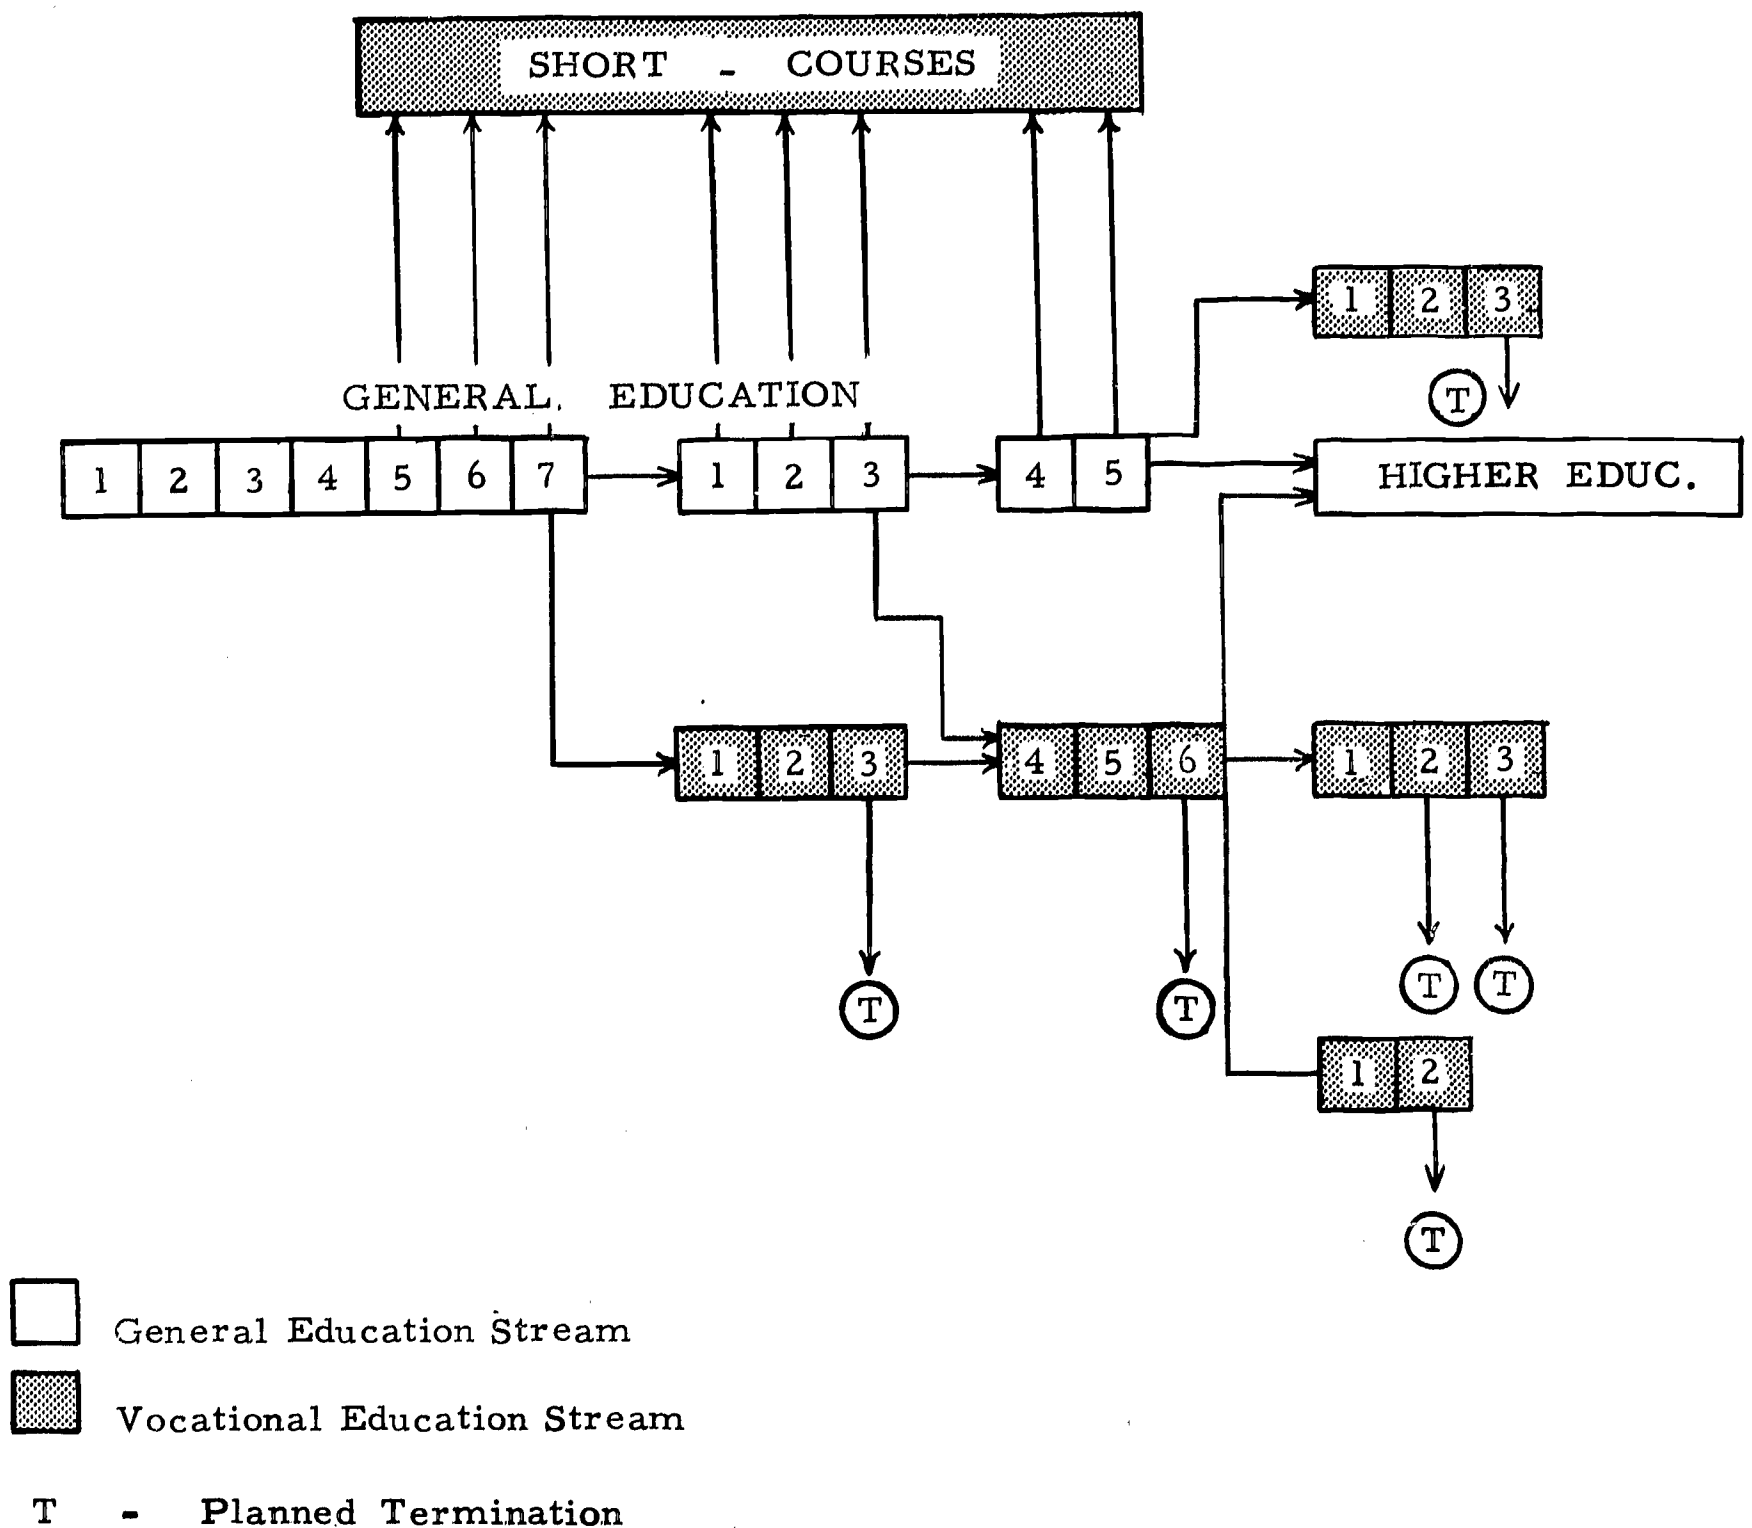 SHORT - COURSES
1 2 3
T
GENERAL. EDUCATION
1 2 3 4 5 6 7 1 2 3 4 5 HIGHER EDUC.
1 2 3 4 5 6 1 2 3
T T
T T
1 2
T
General Education Stream
Vocational Education Stream
T - Planned Termination